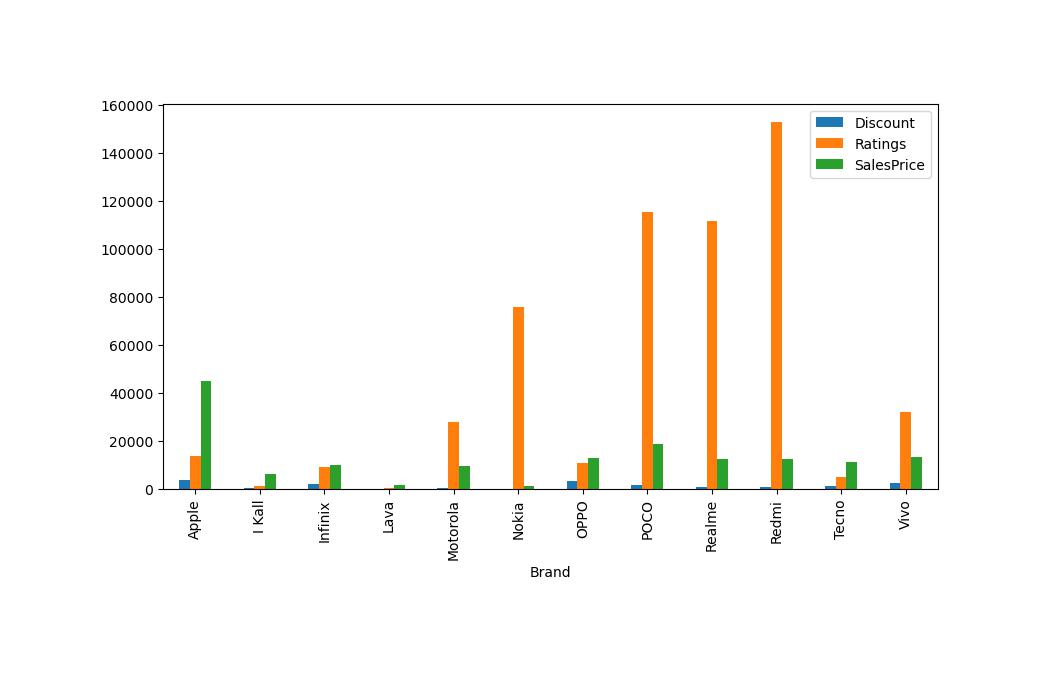 160000
140000
120000
100000
80000
60000
40000
20000
0
Discount
Ratings
SalesPrice
Apple
I Kall
Infinix
Lava
Motorola
Nokia
OPPO
POCO
Realme
Redmi
Tecno
Vivo
Brand